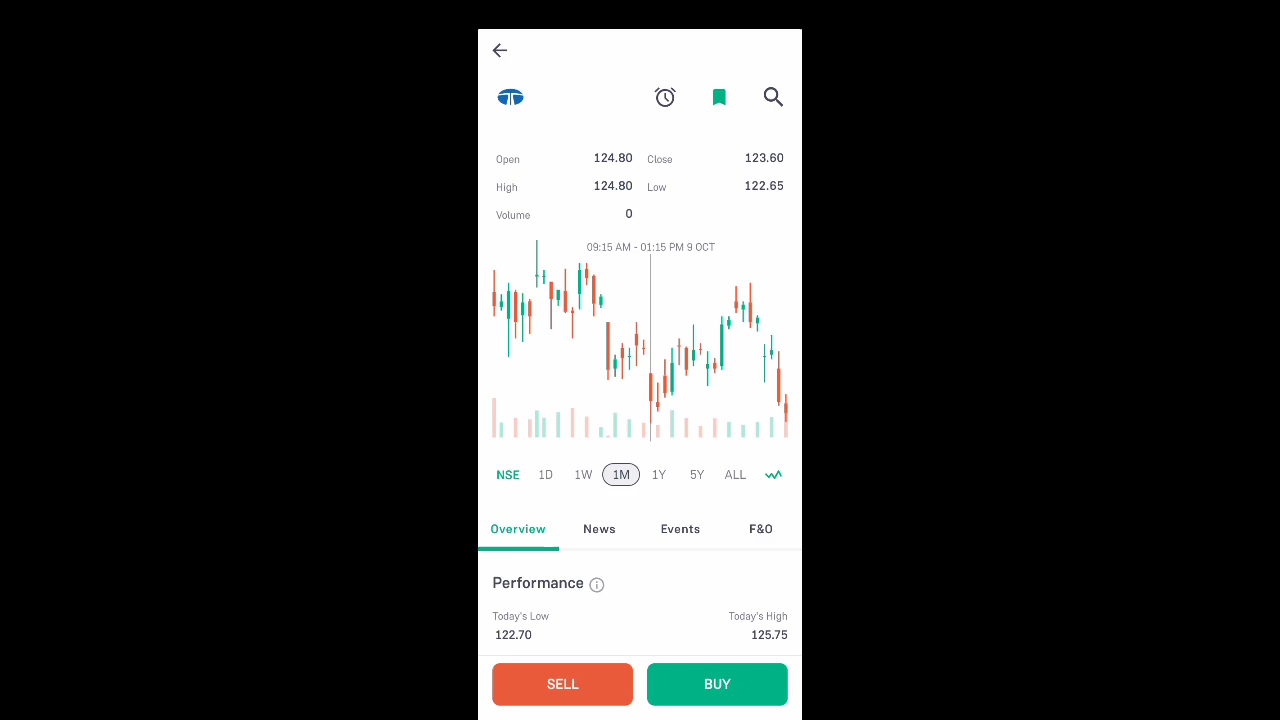 Open 124.80 Close 123.60
High 124.80 Low 122.65
Volume 0
09:15 AM - 01:15 PM 9 OCT
NSE 1D 1W 1M 1Y 5Y ALL
Overview News Events F&O
Performance
Today's Low Today's High
122.70 125.75
SELL BUY